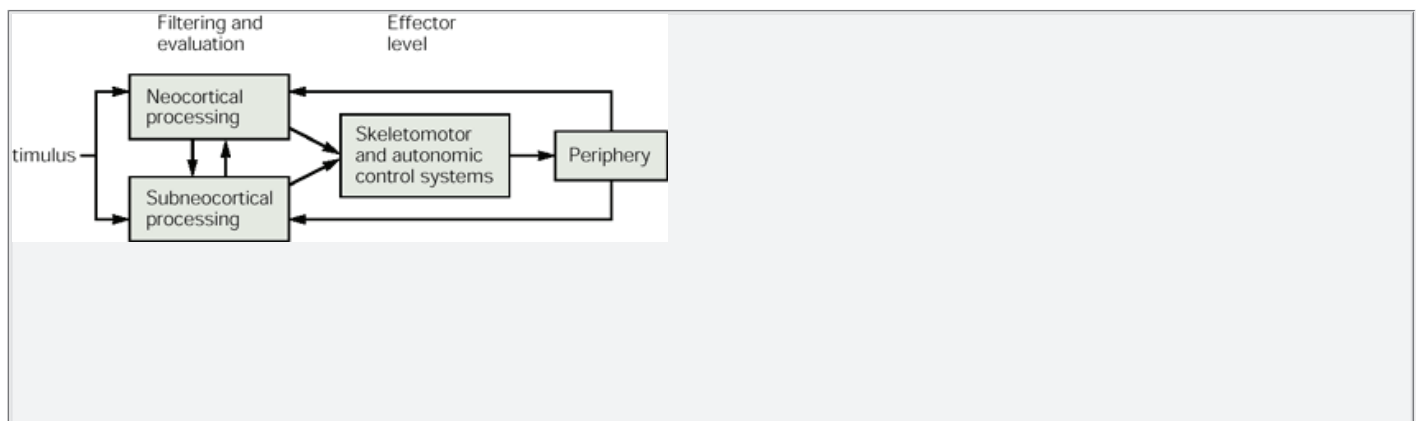 Filtering and
evaluation
Effector
level
Neocortical
processing
timulus
Skeletomotor
and autonomic
control systems
Periphery
Subneocortical
processing